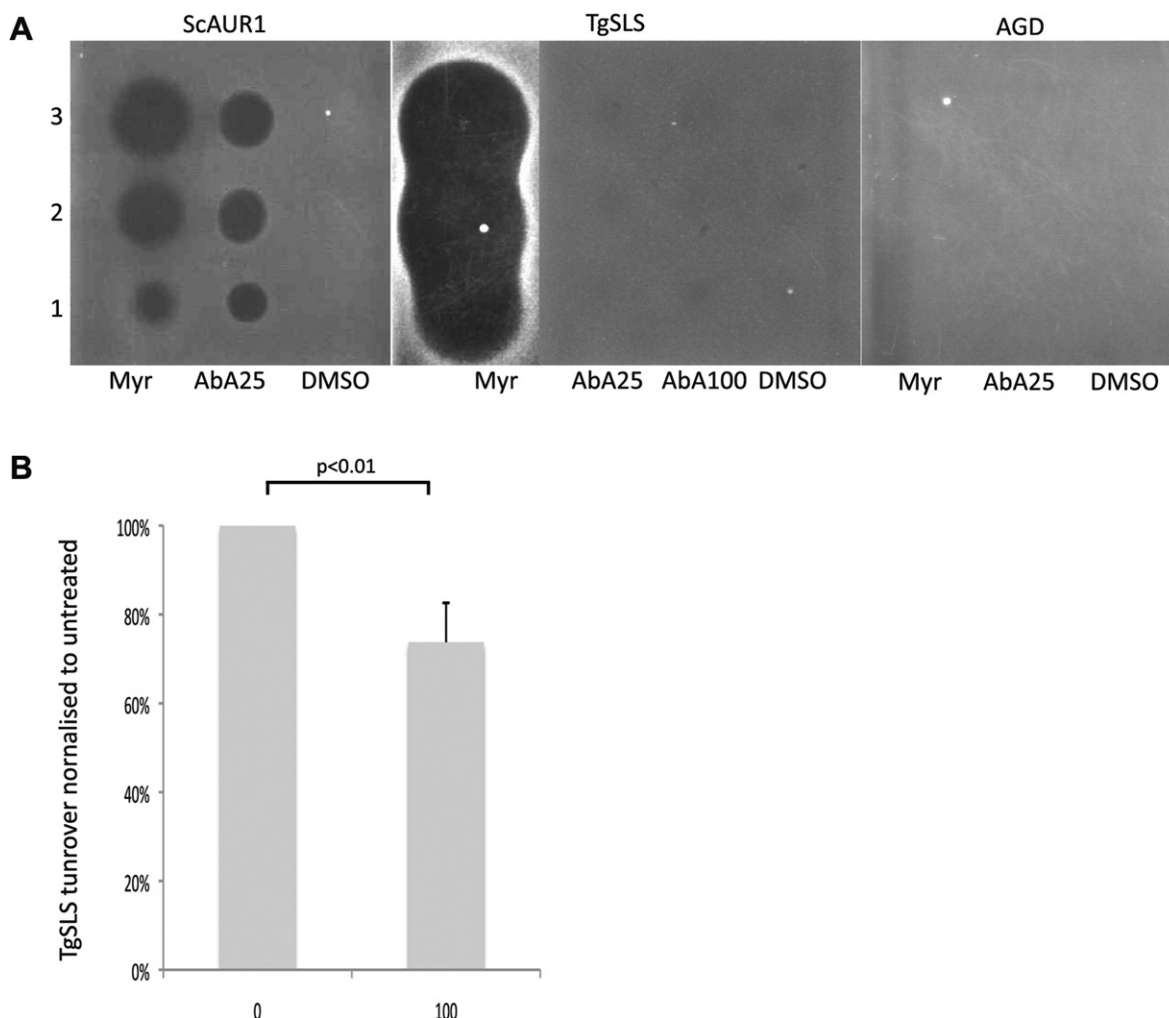 A
ScAUR1 TgSLS AGD
3
2
1
Myr AbA25 DMSO Myr AbA25 AbA100 DMSO Myr AbA25 DMSO
B
p<0.01
TgSLS tunrover nornalised to untreated
100%
80%
60%
40%
20%
0%
0 100